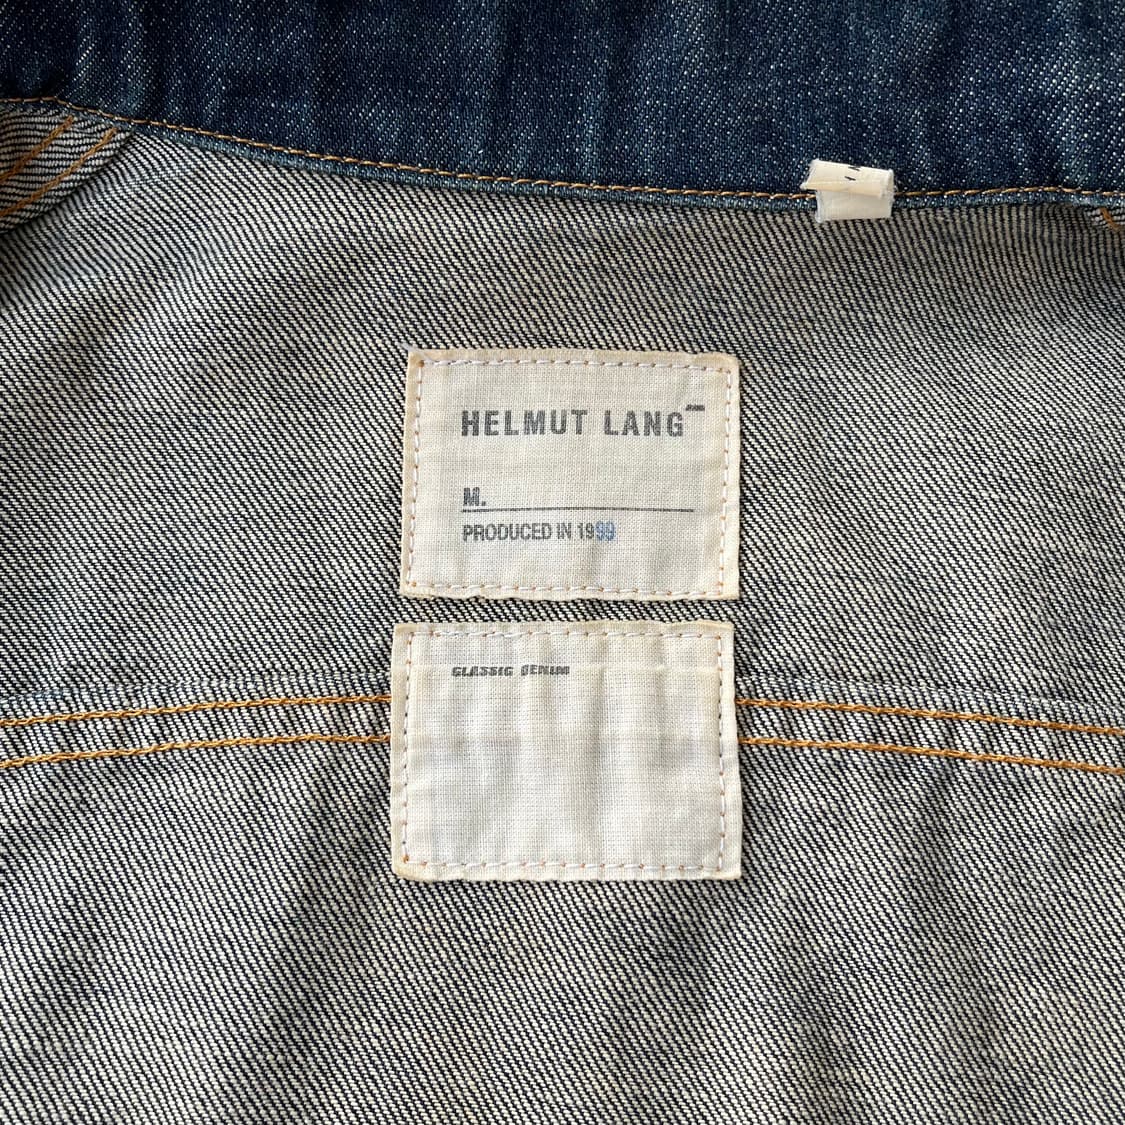 HELMUT LANG
M.
PRODUCED IN 1999
CLASSIC DENIM